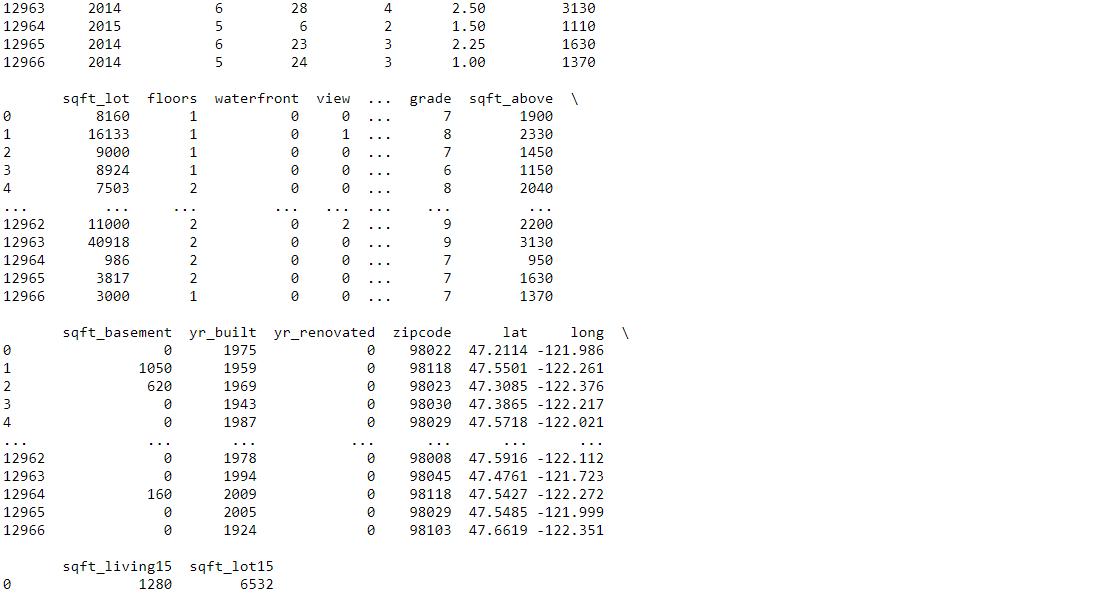 12963     2014            6        28         4       2.50         3130
12964     2015            5         6         2       1.50         1110
12965     2014            6        23         3       2.25         1630
12966     2014            5        24         3       1.00         1370
       sqft_lot  floors  waterfront  view  ...  grade  sqft_above  \
0          8160       1           0     0  ...      7        1900
1         16133       1           0     1  ...      8        2330
2          9000       1           0     0  ...      7        1450
3          8924       1           0     0  ...      6        1150
4          7503       2           0     0  ...      8        2040
...         ...     ...         ...   ...  ...    ...         ...
12962     11000       2           0     2  ...      9        2200
12963     40918       2           0     0  ...      9        3130
12964       986       2           0     0  ...      7         950
12965      3817       2           0     0  ...      7        1630
12966      3000       1           0     0  ...      7        1370
       sqft_basement  yr_built  yr_renovated  zipcode      lat     long  \
0                  0      1975             0    98022  47.2114 -121.986
1               1050      1959             0    98118  47.5501 -122.261
2                620      1969             0    98023  47.3085 -122.376
3                  0      1943             0    98030  47.3865 -122.217
4                  0      1987             0    98029  47.5718 -122.021
...              ...       ...           ...      ...      ...      ...
12962              0      1978             0    98008  47.5916 -122.112
12963              0      1994             0    98045  47.4761 -121.723
12964            160      2009             0    98118  47.5427 -122.272
12965              0      2005             0    98029  47.5485 -121.999
12966              0      1924             0    98103  47.6619 -122.351
       sqft_living15  sqft_lot15
0               1280        6532